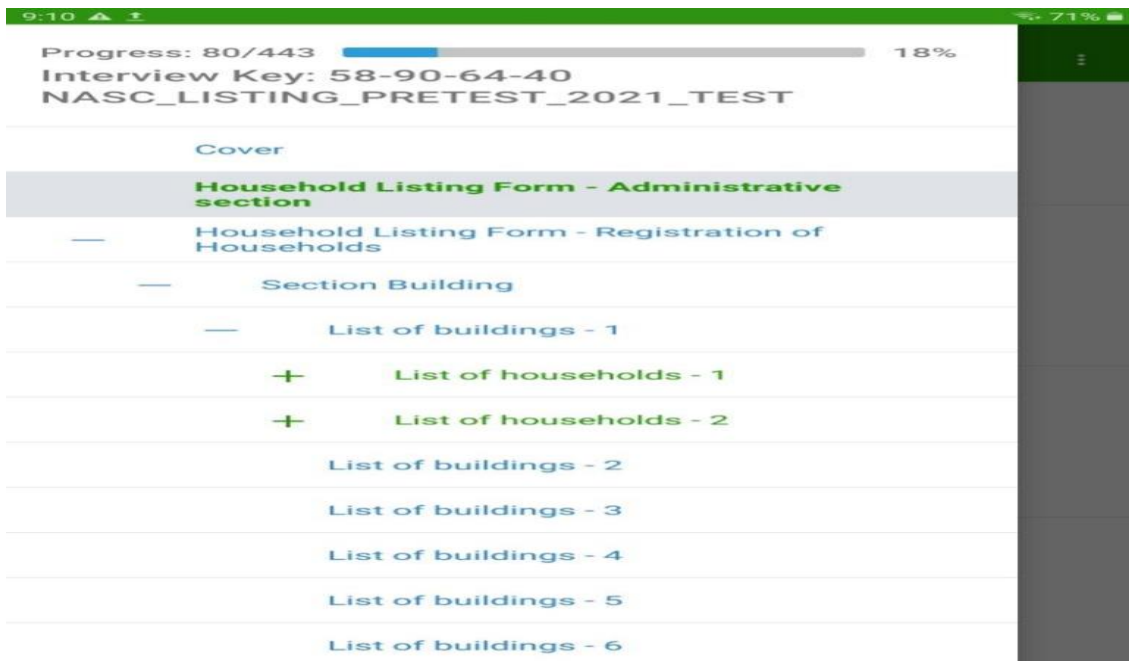 9:10 71%
Progress: 80/443 18%
Interview Key: 58-90-64-40
NASC_LISTING_PRETEST_2021_TEST
Cover
Household Listing Form - Administrative
section
Household Listing Form - Registration of
Households
Section Building
List of buildings - 1
List of households - 1
List of households - 2
List of buildings - 2
List of buildings - 3
List of buildings - 4
List of buildings - 5
List of buildings - 6